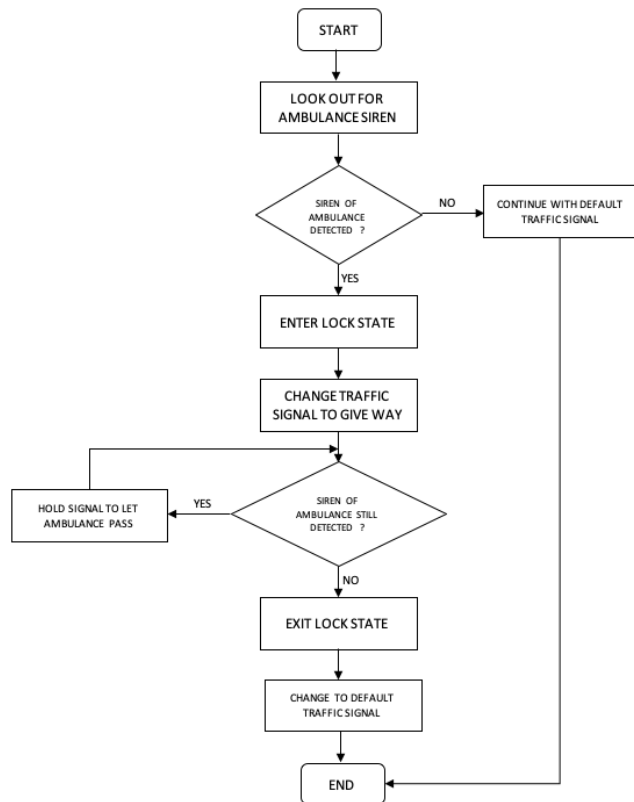 START
LOOK OUT FOR
AMBULANCE SIREN
SIREN OF
AMBULANCE
DETECTED ?
NO
CONTINUE WITH DEFAULT
TRAFFIC SIGNAL
YES
ENTER LOCK STATE
CHANGE TRAFFIC
SIGNAL TO GIVE WAY
SIREN OF
AMBULANCE STILL
DETECTED ?
YES
HOLD SIGNAL TO LET
AMBULANCE PASS
NO
EXIT LOCK STATE
CHANGE TO DEFAULT
TRAFFIC SIGNAL
END